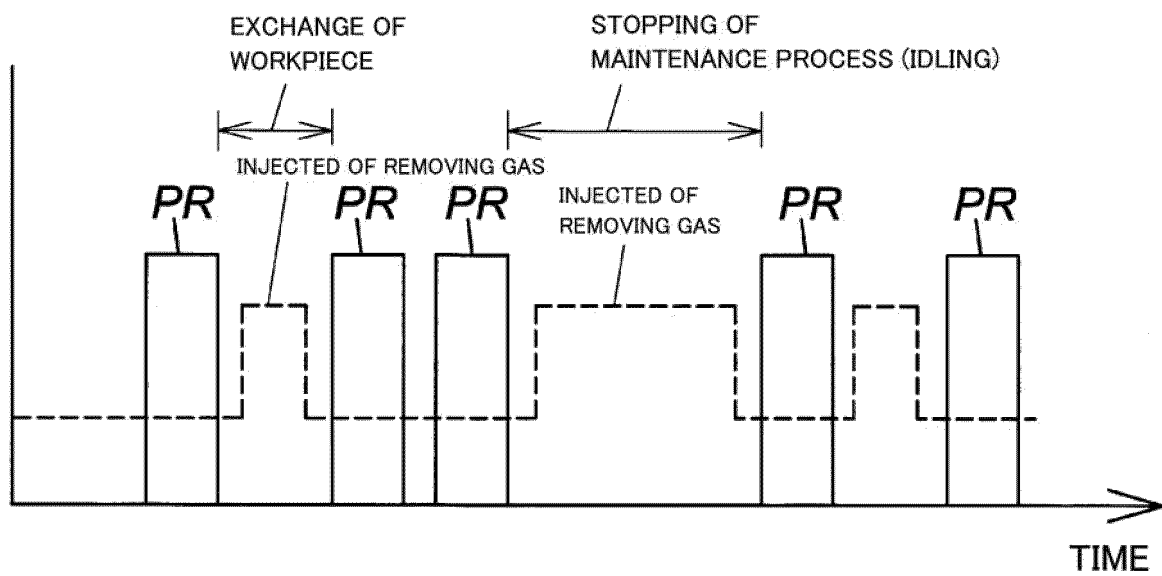 EXCHANGE OF
WORKPIECE
STOPPING OF
MAINTENANCE PROCESS (IDLING)
INJECTED OF REMOVING GAS
INJECTED OF
REMOVING GAS
PR
PR
PR
PR
PR
TIME